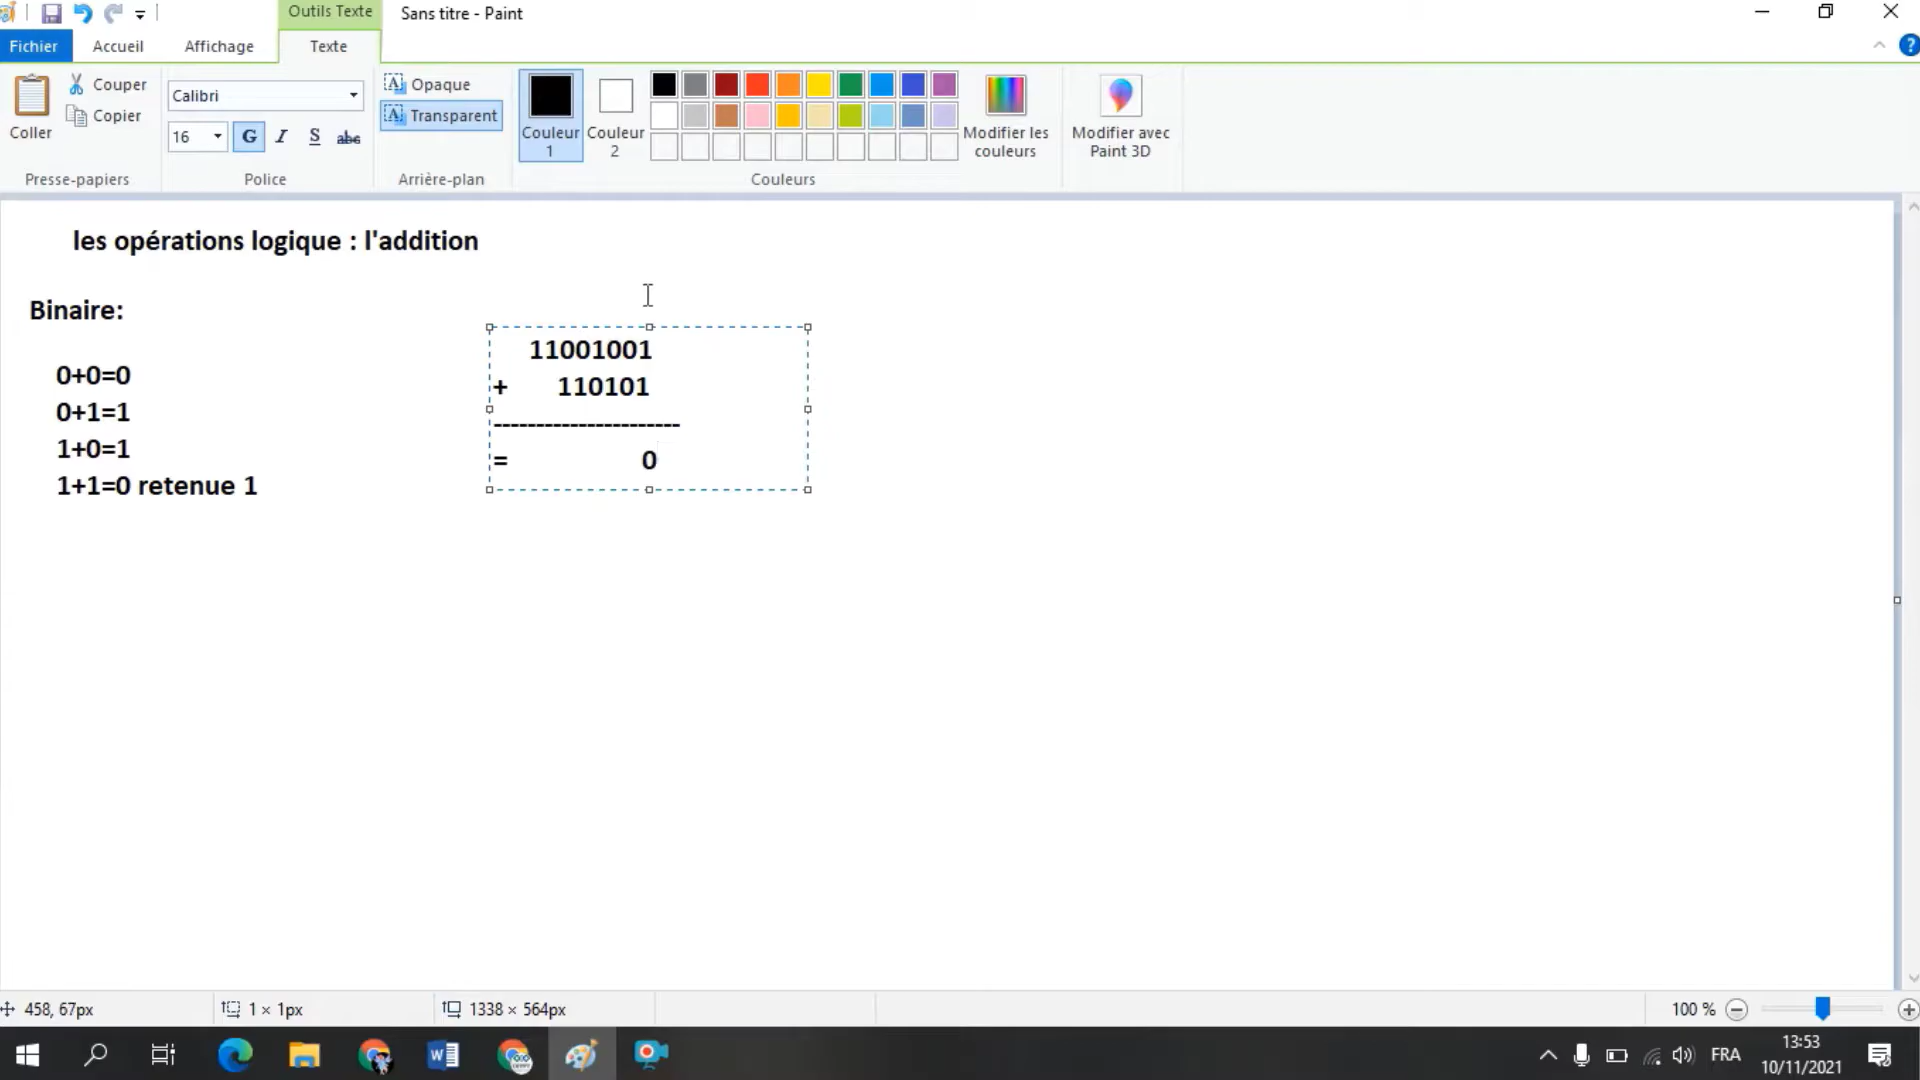 Outils Texte
Sans titre - Paint
Fichier
Accueil
Affichage
Texte
Coller
Couper
Copier
Presse-papiers
Calibri
16
G
I
S
abc
Police
Opaque
Transparent
Arrière-plan
Couleur
1
Couleur
2
Couleurs
Modifier les
couleurs
Modifier avec
Paint 3D
les opérations logique : l'addition
Binaire:
0+0=0
0+1=1
1+0=1
1+1=0 retenue 1
11001001
+ 110101
----------------------
= 0
458, 67px
1 × 1px
1338 × 564px
100 %
FRA
13:53
10/11/2021